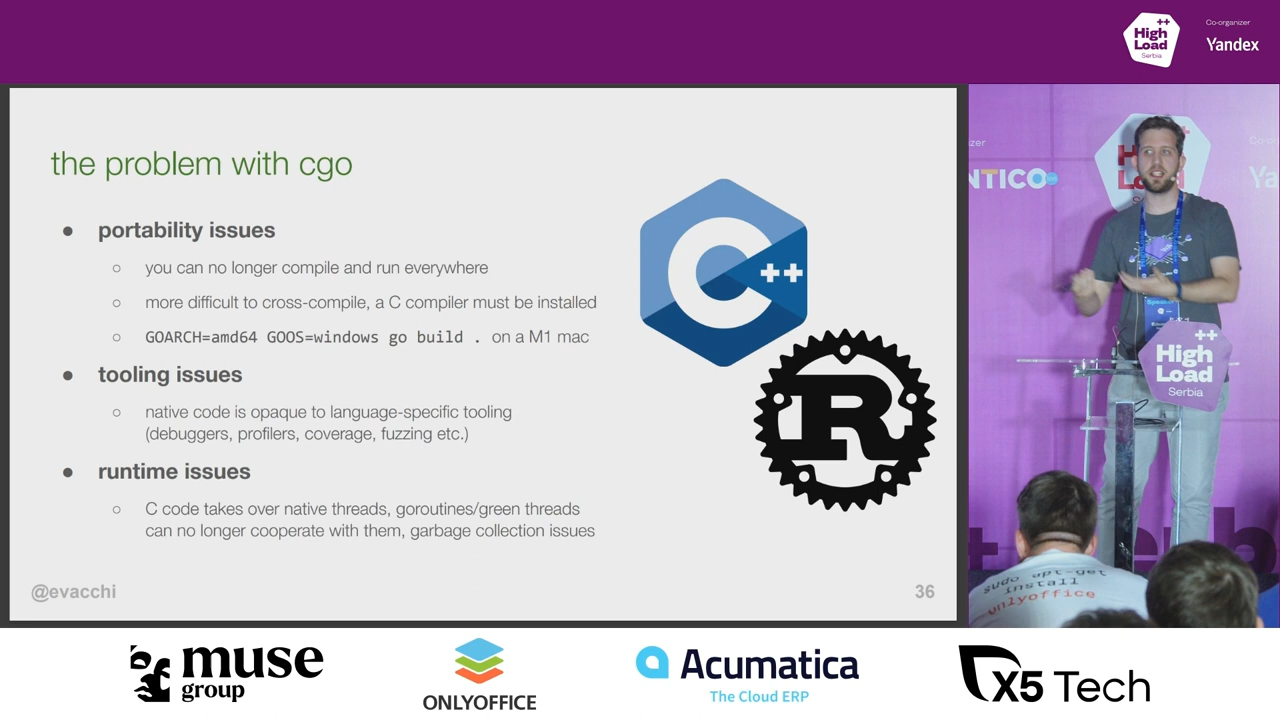 ++
High
Load
Serbia
Co-organizer
Yandex
the problem with cgo
● portability issues
○ you can no longer compile and run everywhere
○ more difficult to cross-compile, a C compiler must be installed
○ GOARCH=amd64 GOOS=windows go build . on a M1 mac
● tooling issues
○ native code is opaque to language-specific tooling
(debuggers, profilers, coverage, fuzzing etc.)
● runtime issues
○ C code takes over native threads, goroutines/green threads
can no longer cooperate with them, garbage collection issues
@evacchi
36
C++
R
NTICO
++
High
Load
Serbia
sudo apt-get
install
onlyoffice
muse
group
ONLYOFFICE
Acumatica
The Cloud ERP
X5 Tech